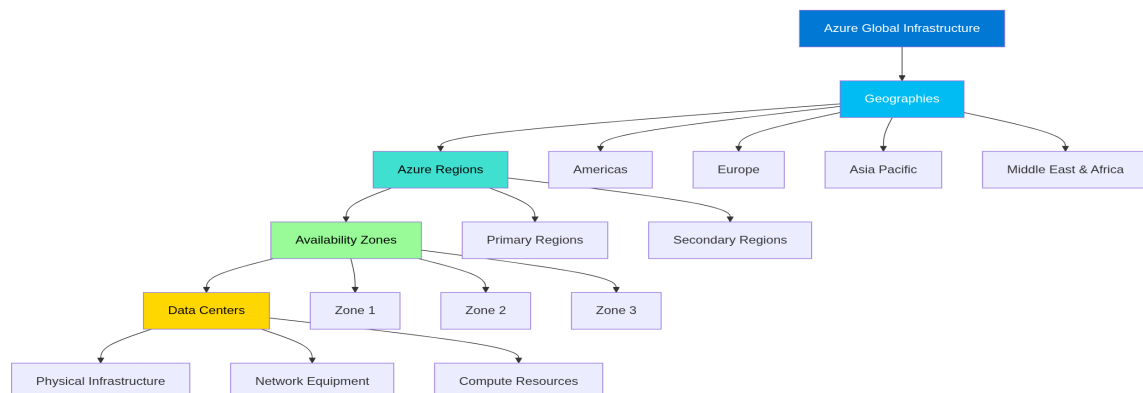 Azure Global Infrastructure
Geographies
Azure Regions
Americas
Europe
Asia Pacific
Middle East & Africa
Availability Zones
Primary Regions
Secondary Regions
Data Centers
Zone 1
Zone 2
Zone 3
Physical Infrastructure
Network Equipment
Compute Resources